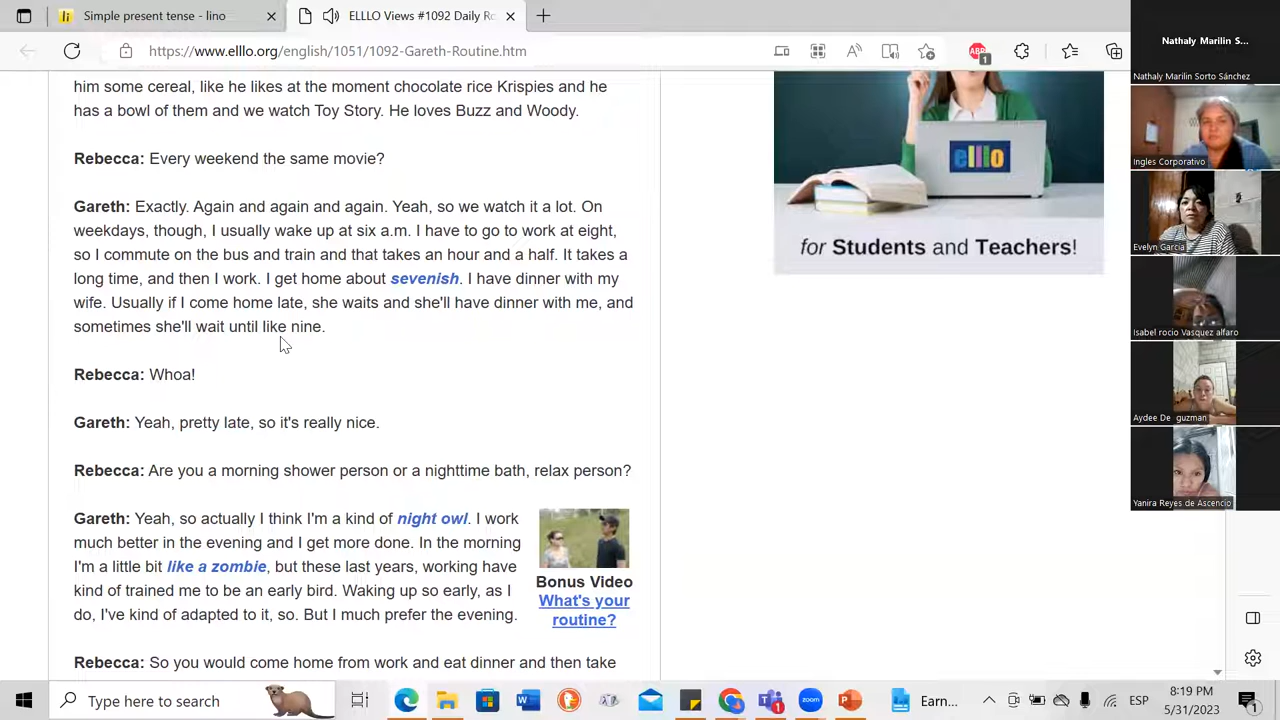 Simple present tense - lino
ELLLO Views #1092 Daily Ro
https://www.elllo.org/english/1051/1092-Gareth-Routine.htm
him some cereal, like he likes at the moment chocolate rice Krispies and he
has a bowl of them and we watch Toy Story. He loves Buzz and Woody.
Rebecca: Every weekend the same movie?
Gareth: Exactly. Again and again and again. Yeah, so we watch it a lot. On
weekdays, though, I usually wake up at six a.m. I have to go to work at eight,
so I commute on the bus and train and that takes an hour and a half. It takes a
long time, and then I work. I get home about sevenish. I have dinner with my
wife. Usually if I come home late, she waits and she'll have dinner with me, and
sometimes she'll wait until like nine.
Rebecca: Whoa!
Gareth: Yeah, pretty late, so it's really nice.
Rebecca: Are you a morning shower person or a nighttime bath, relax person?
Gareth: Yeah, so actually I think I'm a kind of night owl. I work
much better in the evening and I get more done. In the morning
I'm a little bit like a zombie, but these last years, working have
kind of trained me to be an early bird. Waking up so early, as I
do, I've kind of adapted to it, so. But I much prefer the evening.
Bonus Video
What's your
routine?
Rebecca: So you would come home from work and eat dinner and then take
elllo
for Students and Teachers!
Nathaly Marilin S...
Nathaly Marilin Sorto Sánchez
Ingles Corporativo
Evelyn Garcia
Isabel rocio Vasquez alfaro
Aydee De guzman
Yanira Reyes de Ascencio
Type here to search
Earn...
ESP
8:19 PM
5/31/2023